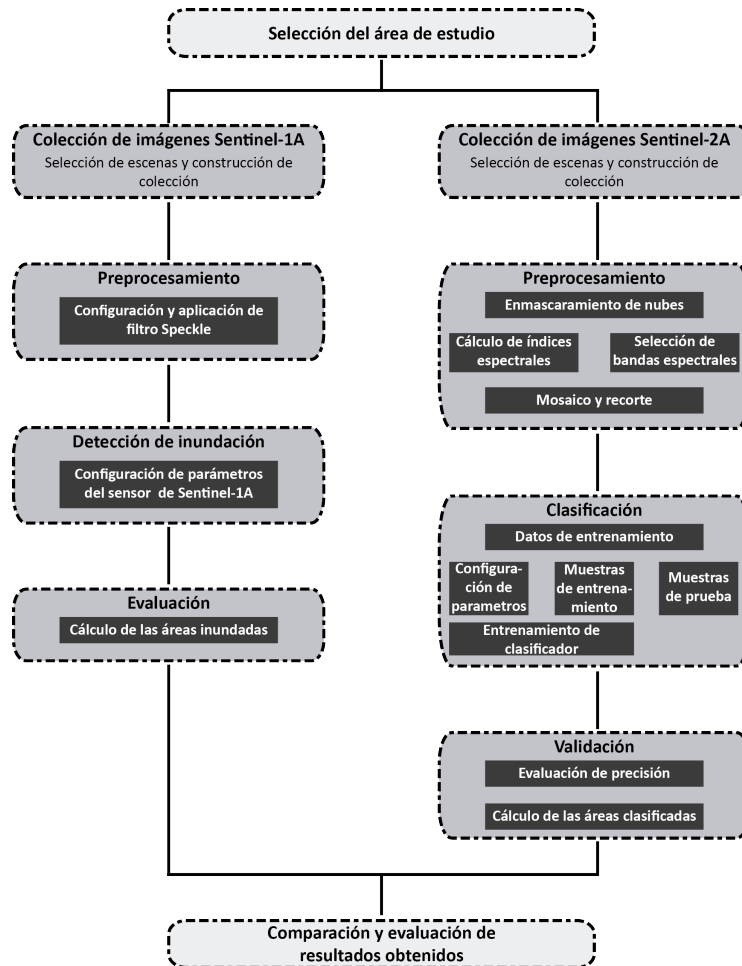 Selección del área de estudio
Colección de imágenes Sentinel-1A
Selección de escenas y construcción de
colección
Preprocesamiento
Configuración y aplicación de
filtro Speckle
Detección de inundación
Configuración de parámetros
del sensor de Sentinel-1A
Evaluación
Cálculo de las áreas inundadas
Colección de imágenes Sentinel-2A
Selección de escenas y construcción de
colección
Preprocesamiento
Enmascaramiento de nubes
Cálculo de índices
espectrales
Selección de
bandas espectrales
Mosaico y recorte
Clasificación
Datos de entrenamiento
Configura-
ción de
parametros
Muestras
de entrena-
miento
Muestras
de prueba
Entrenamiento de
clasificador
Validación
Evaluación de precisión
Cálculo de las áreas clasificadas
Comparación y evaluación de
resultados obtenidos